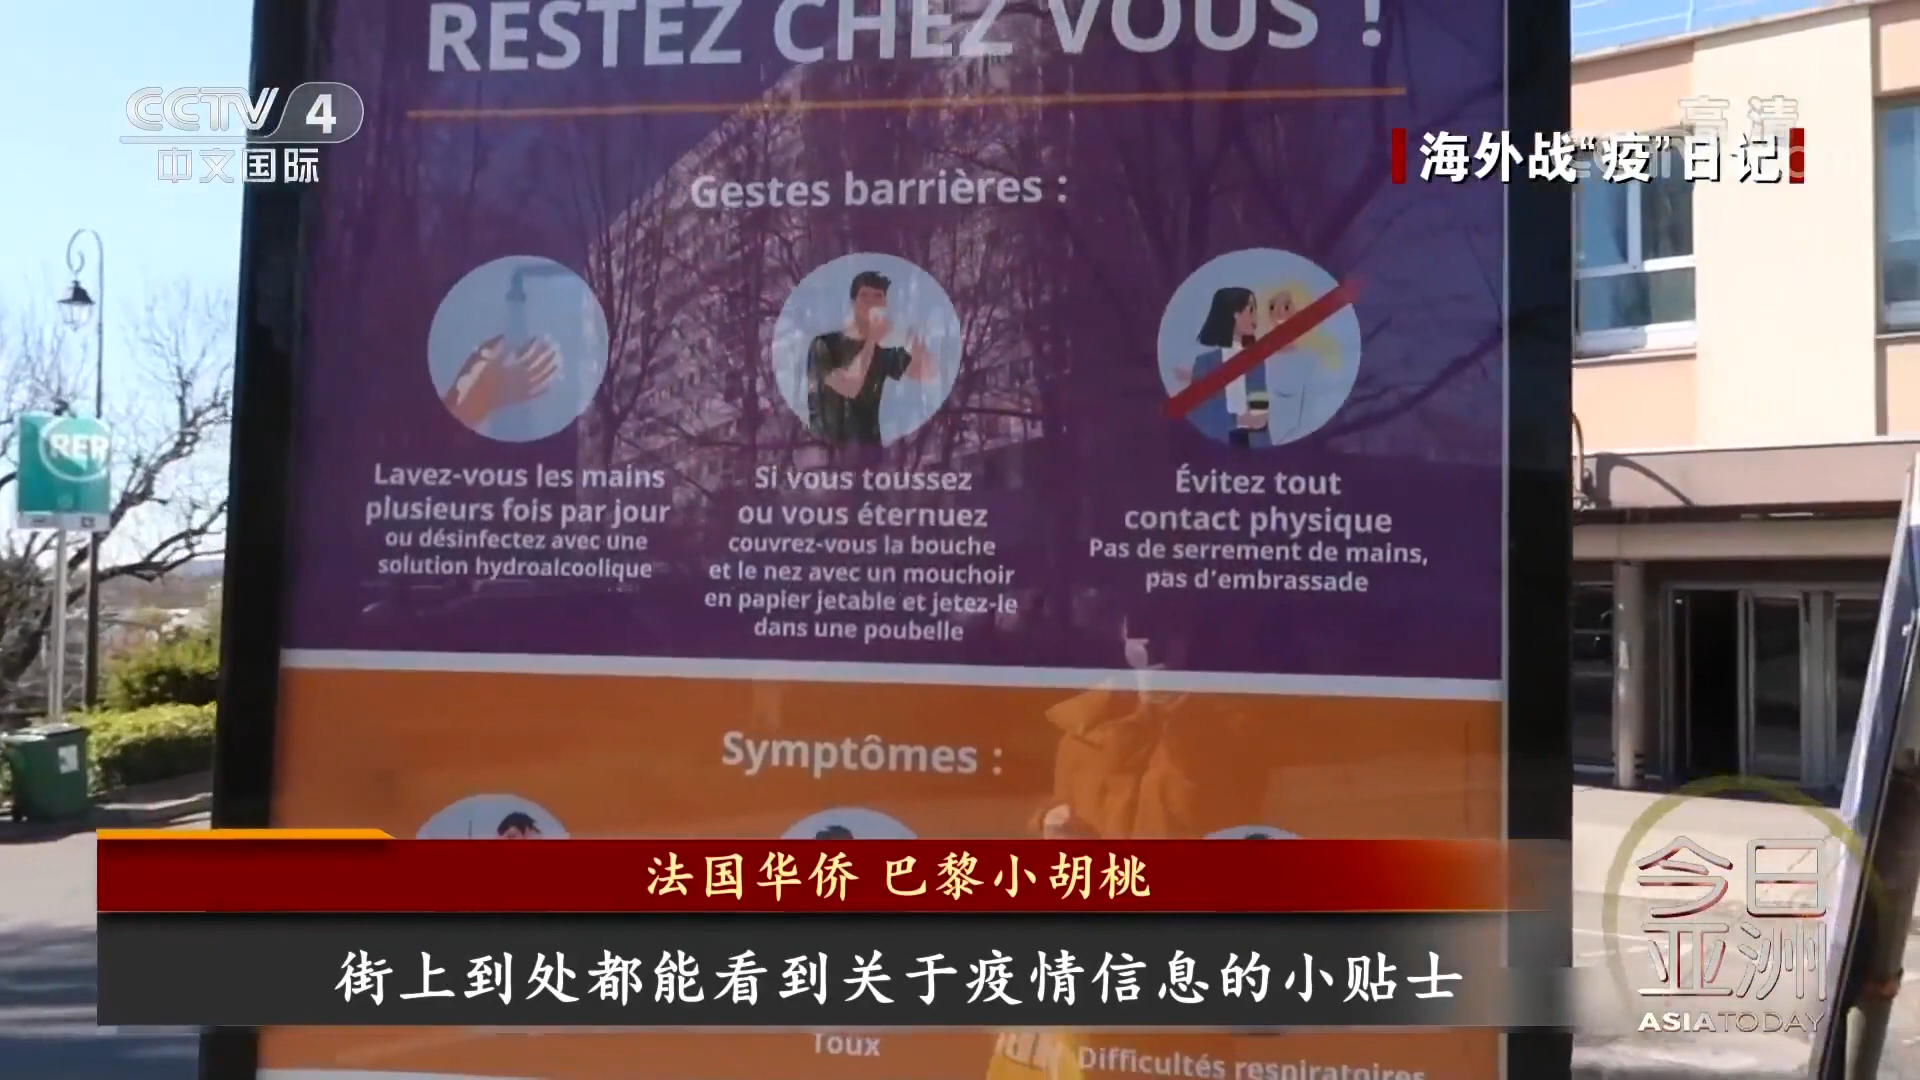 RESTEZ CHEZ VOUS !
CCTV 4
中文国际
高清
海外战“疫”日记
Gestes barrières :
RER
Lavez-vous les mains
plusieurs fois par jour
ou désinfectez avec une
solution hydroalcoolique
Si vous toussez
ou vous éternuez
couvrez-vous la bouche
et le nez avec un mouchoir
en papier jetable et jetez-le
dans une poubelle
Évitez tout
contact physique
Pas de serrement de mains,
pas d'embrassade
Symptômes :
法国华侨 巴黎小胡桃
街上到处都能看到关于疫情信息的小贴士
今日
亚洲
ASIATODAY
Toux
Difficultés respiratoires